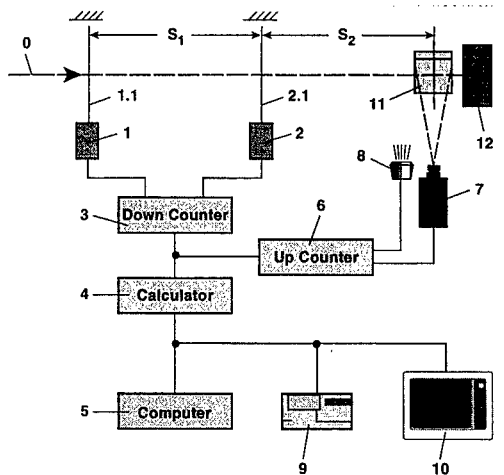 S1 S2
0
1.1 2.1 11
12
1 2 8
7
3 Down Counter 6
Up Counter
4 Calculator
5 Computer
9 10